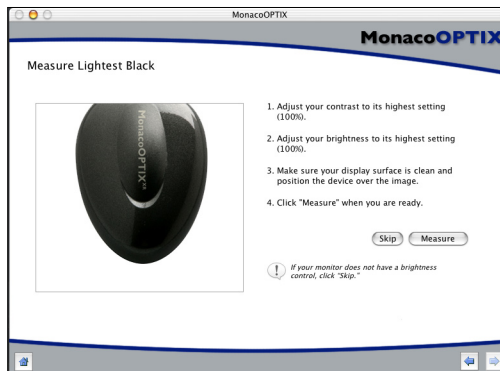 MonacoOPTIX
MonacoOPTIX
Measure Lightest Black
MonacoOPTIX
1. Adjust your contrast to its highest setting
(100%).
2. Adjust your brightness to its highest setting
(100%).
3. Make sure your display surface is clean and
position the device over the image.
4. Click "Measure" when you are ready.
Skip
Measure
If your monitor does not have a brightness
control, click "Skip."